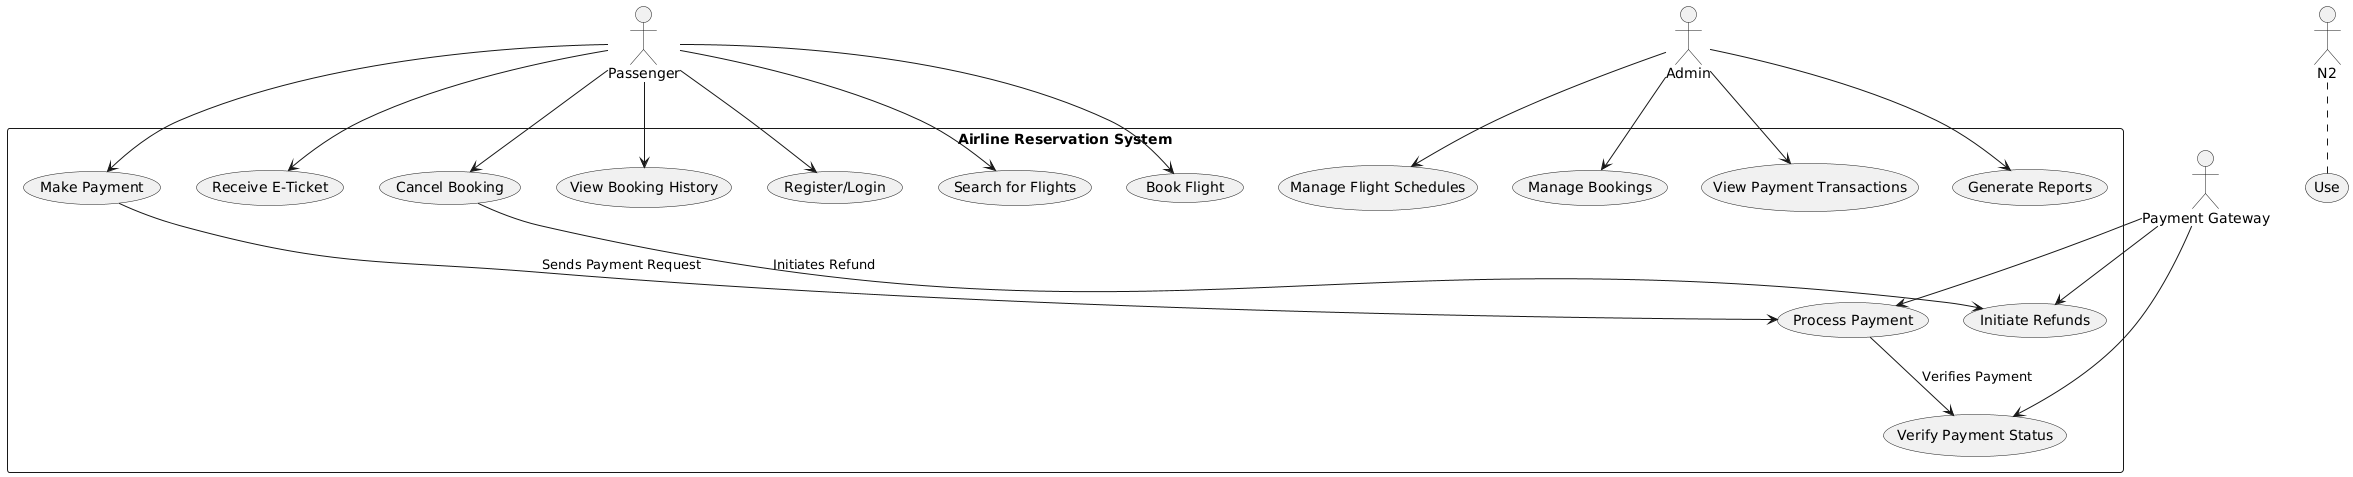 Passenger
Admin
N2
Airline Reservation System
Make Payment
Receive E-Ticket
Cancel Booking
View Booking History
Register/Login
Search for Flights
Book Flight
Manage Flight Schedules
Manage Bookings
View Payment Transactions
Generate Reports
Use
Payment Gateway
Sends Payment Request
Initiates Refund
Process Payment
Initiate Refunds
Verifies Payment
Verify Payment Status